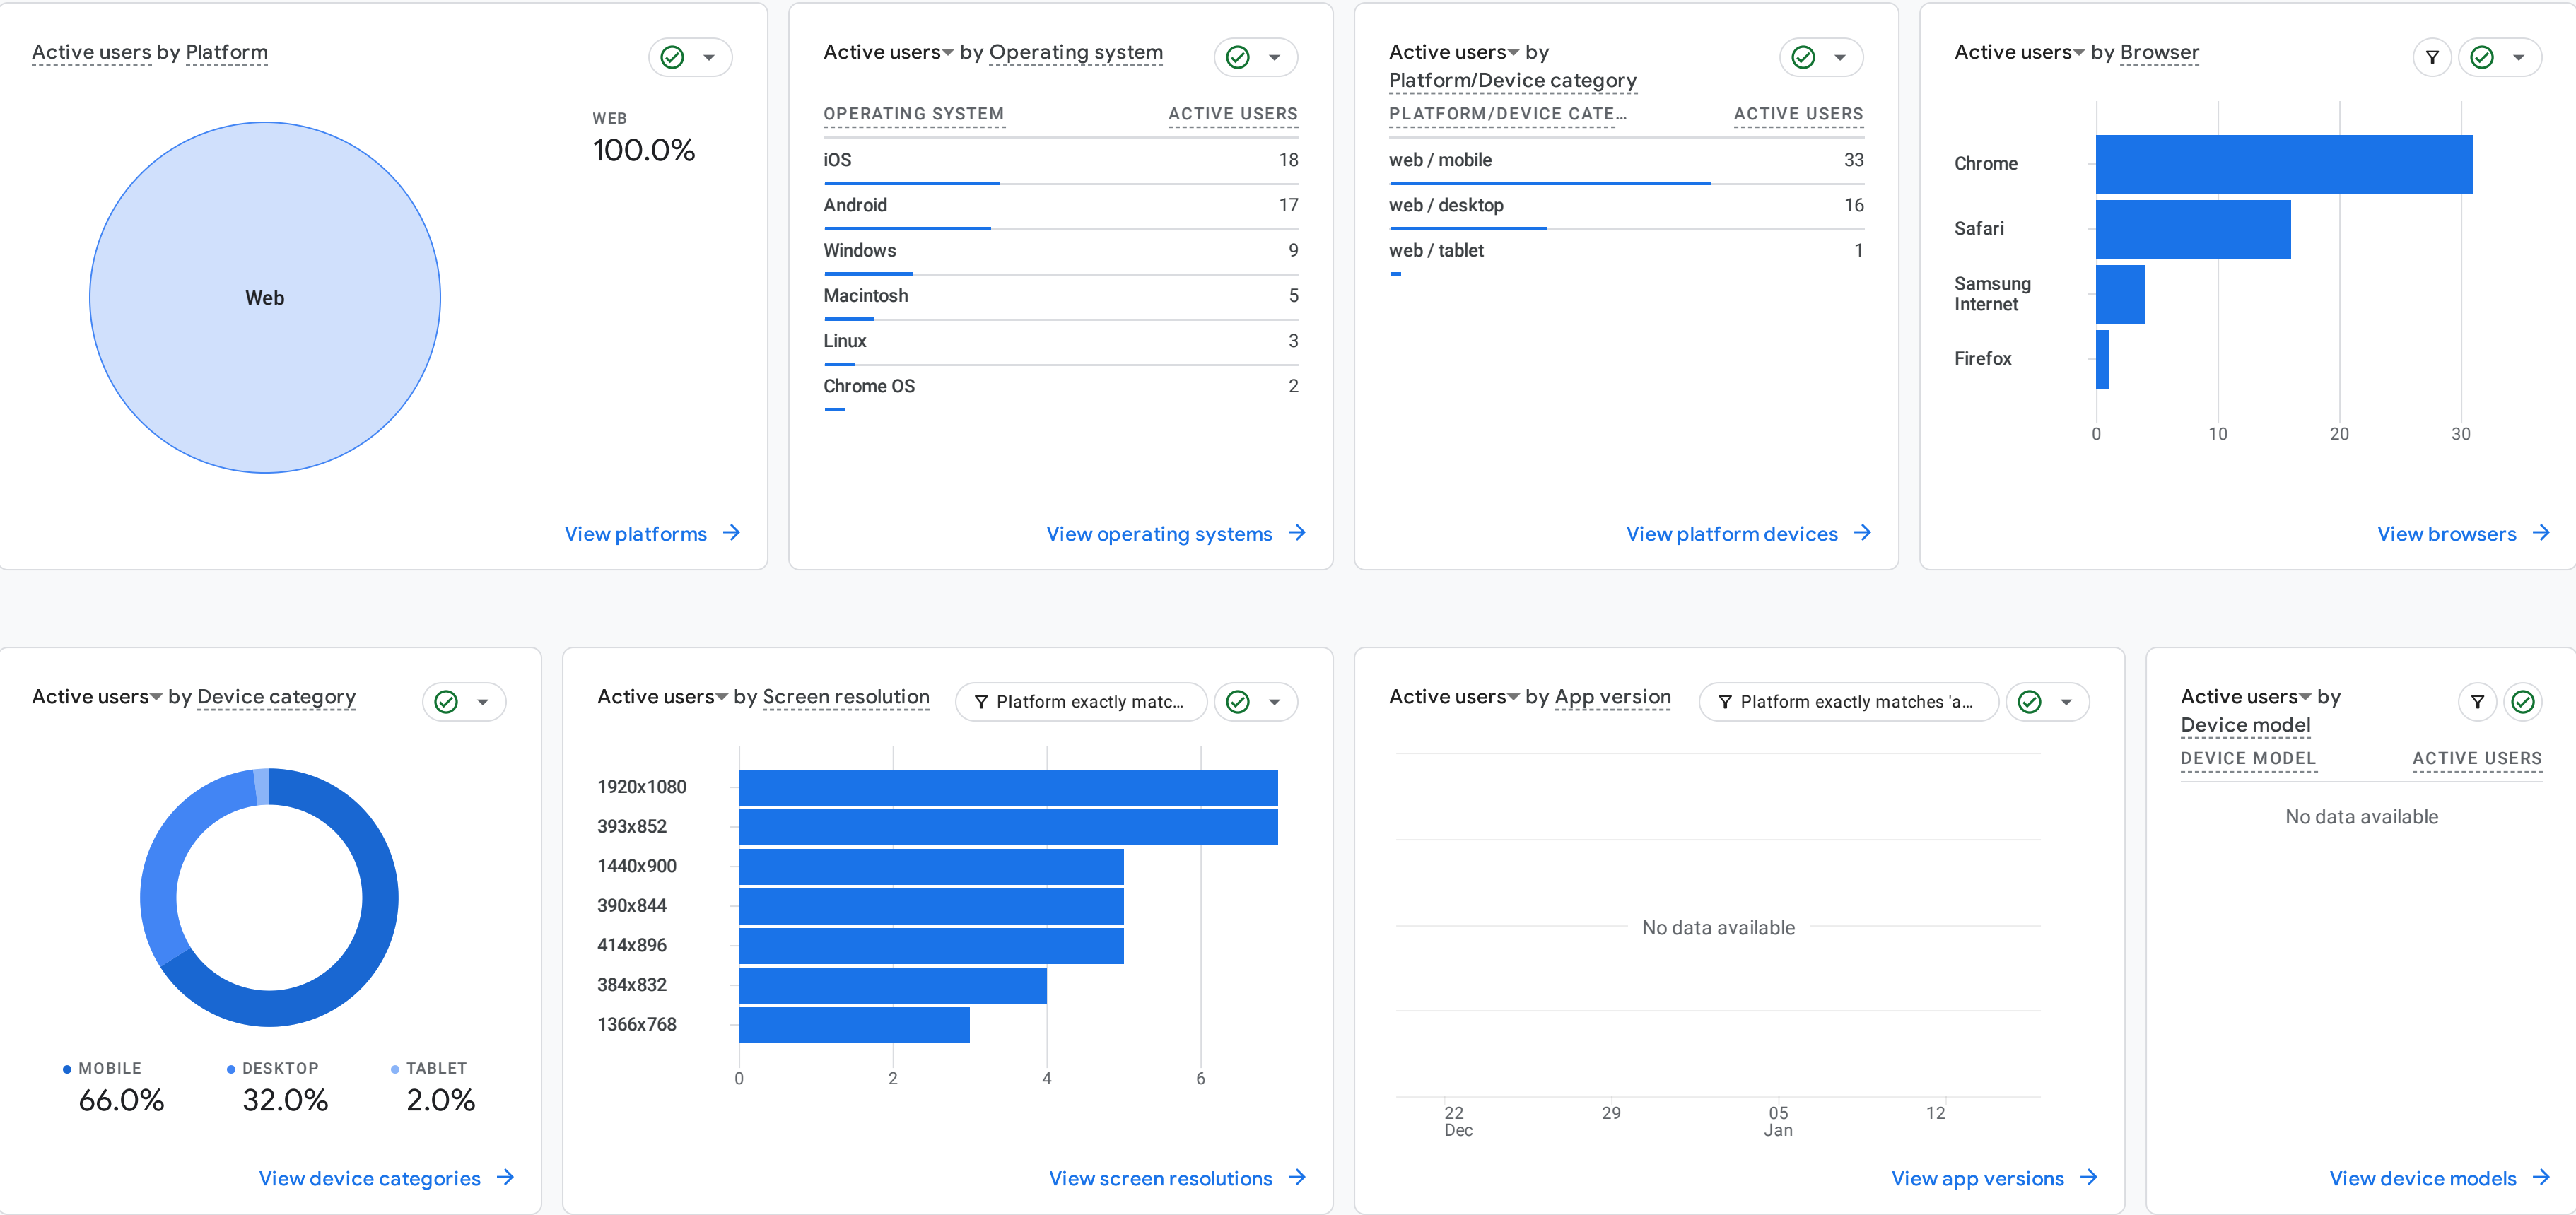 Active users by Platform
WEB
100.0%
Web
View platforms
Active users by Operating system
OPERATING SYSTEM ACTIVE USERS
iOS 18
Android 17
Windows 9
Macintosh 5
Linux 3
Chrome OS 2
View operating systems
Active users by
Platform/Device category
PLATFORM/DEVICE CATE… ACTIVE USERS
web / mobile 33
web / desktop 16
web / tablet 1
View platform devices
Active users by Browser
Chrome
Safari
Samsung
Internet
Firefox
0 10 20 30
View browsers
Active users by Device category
MOBILE DESKTOP TABLET
66.0% 32.0% 2.0%
View device categories
Active users by Screen resolution Platform exactly matc…
1920x1080
393x852
1440x900
390x844
414x896
384x832
1366x768
0 2 4 6
View screen resolutions
Active users by App version Platform exactly matches 'a…
No data available
22 29 05 12
Dec Jan
View app versions
Active users by
Device model
DEVICE MODEL ACTIVE USERS
No data available
View device models